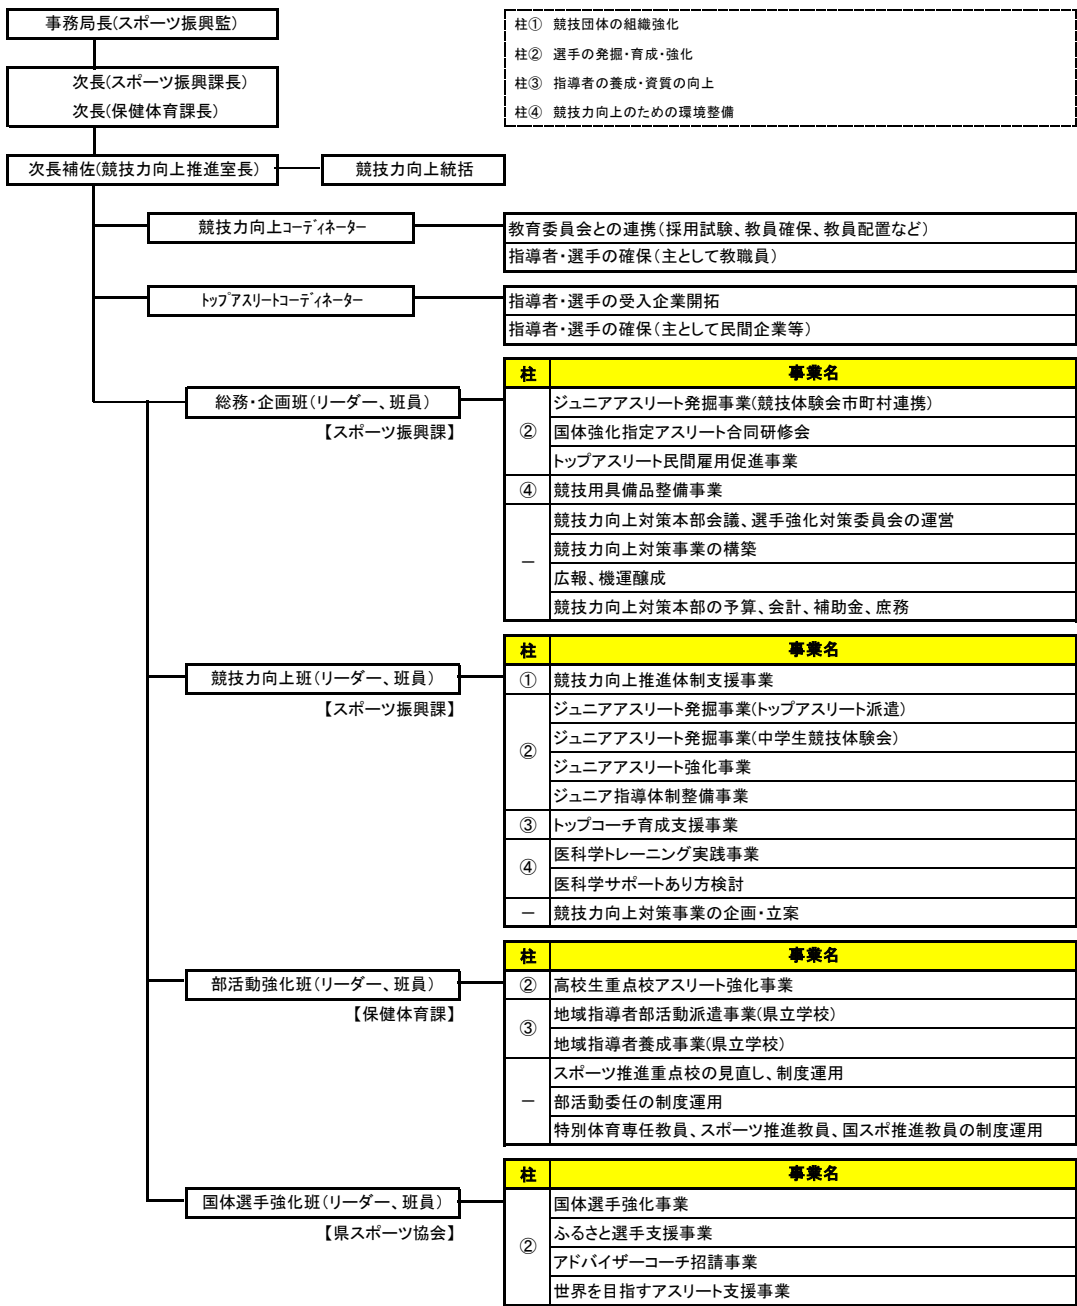 事務局長(スポーツ振興監)
次長(スポーツ振興課長)
次長(保健体育課長)
柱① 競技団体の組織強化
柱② 選手の発掘・育成・強化
柱③ 指導者の養成・資質の向上
柱④ 競技力向上のための環境整備
次長補佐(競技力向上推進室長)
競技力向上統括
競技力向上ｺｰﾃﾞｨﾈｰﾀｰ
教育委員会との連携(採用試験、教員確保、教員配置など)
指導者・選手の確保(主として教職員)
ﾄｯﾌﾟｱｽﾘｰﾄｺｰﾃﾞｨﾈｰﾀｰ
指導者・選手の受入企業開拓
指導者・選手の確保(主として民間企業等)
柱 事業名
総務・企画班(リーダー、班員)
【スポーツ振興課】
② ジュニアアスリート発掘事業(競技体験会市町村連携)
国体強化指定アスリート合同研修会
トップアスリート民間雇用促進事業
④ 競技用具備品整備事業
－ 競技力向上対策本部会議、選手強化対策委員会の運営
競技力向上対策事業の構築
広報、機運醸成
競技力向上対策本部の予算、会計、補助金、庶務
柱 事業名
競技力向上班(リーダー、班員)
【スポーツ振興課】
① 競技力向上推進体制支援事業
② ジュニアアスリート発掘事業(トップアスリート派遣)
ジュニアアスリート発掘事業(中学生競技体験会)
ジュニアアスリート強化事業
ジュニア指導体制整備事業
③ トップコーチ育成支援事業
④ 医科学トレーニング実践事業
医科学サポートあり方検討
－ 競技力向上対策事業の企画・立案
柱 事業名
部活動強化班(リーダー、班員)
【保健体育課】
② 高校生重点校アスリート強化事業
③ 地域指導者部活動派遣事業(県立学校)
地域指導者養成事業(県立学校)
－ スポーツ推進重点校の見直し、制度運用
部活動委任の制度運用
特別体育専任教員、スポーツ推進教員、国スポ推進教員の制度運用
柱 事業名
国体選手強化班(リーダー、班員)
【県スポーツ協会】
② 国体選手強化事業
ふるさと選手支援事業
アドバイザーコーチ招請事業
世界を目指すアスリート支援事業